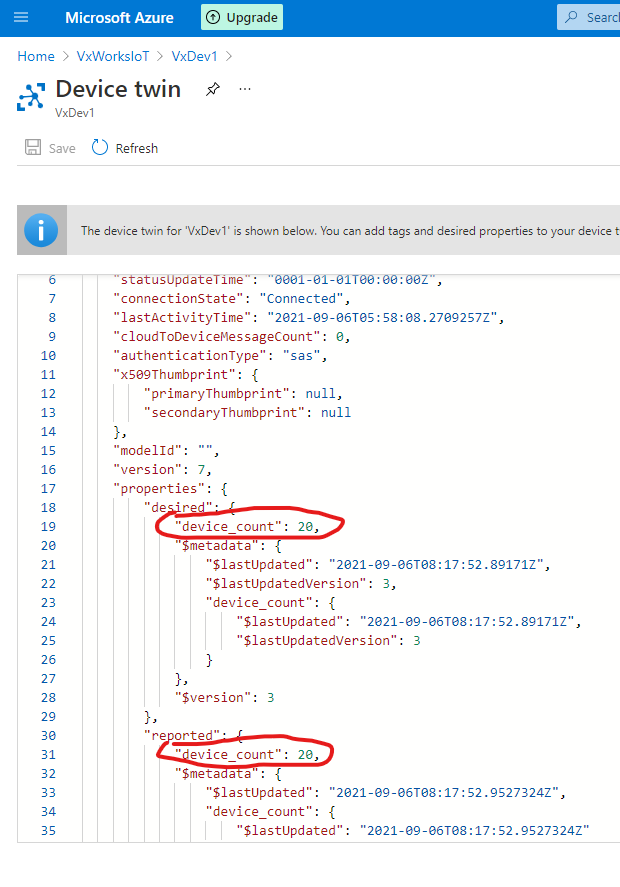 Microsoft Azure
Upgrade
Search
Home > VxWorksIoT > VxDev1 >
Device twin
VxDev1
Save Refresh
The device twin for 'VxDev1' is shown below. You can add tags and desired properties to your device t
6 "statusUpdateTime": "0001-01-01T00:00:00Z",
7 "connectionState": "Connected",
8 "lastActivityTime": "2021-09-06T05:58:08.2709257Z",
9 "cloudToDeviceMessageCount": 0,
10 "authenticationType": "sas",
11 "x509Thumbprint": {
12 "primaryThumbprint": null,
13 "secondaryThumbprint": null
14 },
15 "modelId": "",
16 "version": 7,
17 "properties": {
18 "desired": {
19 "device_count": 20,
20 "$metadata": {
21 "$lastUpdated": "2021-09-06T08:17:52.89171Z",
22 "$lastUpdatedVersion": 3,
23 "device_count": {
24 "$lastUpdated": "2021-09-06T08:17:52.89171Z",
25 "$lastUpdatedVersion": 3
26 }
27 },
28 "$version": 3
29 },
30 "reported": {
31 "device_count": 20,
32 "$metadata": {
33 "$lastUpdated": "2021-09-06T08:17:52.9527324Z",
34 "device_count": {
35 "$lastUpdated": "2021-09-06T08:17:52.9527324Z"